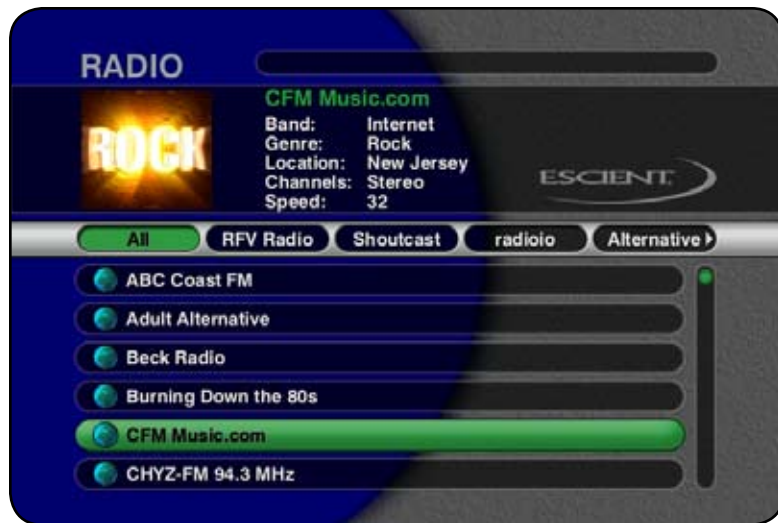 RADIO
CFM Music.com
Band: Internet
Genre: Rock
Location: New Jersey
Channels: Stereo
Speed: 32
ROCK
ESCIENT
All RFV Radio Shoutcast radioio Alternative
ABC Coast FM
Adult Alternative
Beck Radio
Burning Down the 80s
CFM Music.com
CHYZ-FM 94.3 MHz